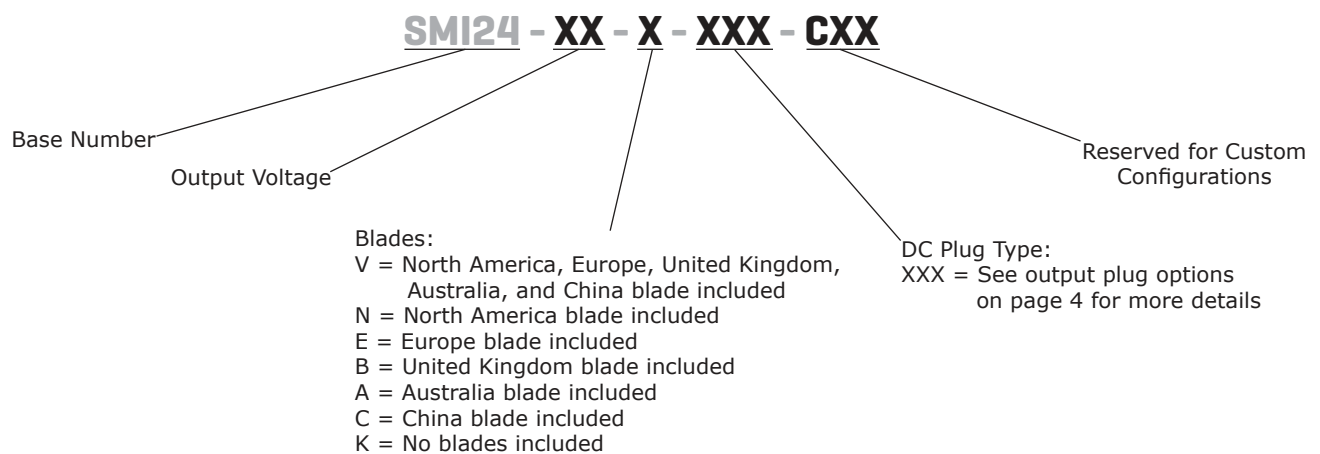 SMI24 - XX - X - XXX - CXX
Base Number
Output Voltage
Reserved for Custom
Configurations
Blades:
V = North America, Europe, United Kingdom,
Australia, and China blade included
N = North America blade included
E = Europe blade included
B = United Kingdom blade included
A = Australia blade included
C = China blade included
K = No blades included
DC Plug Type:
XXX = See output plug options
on page 4 for more details